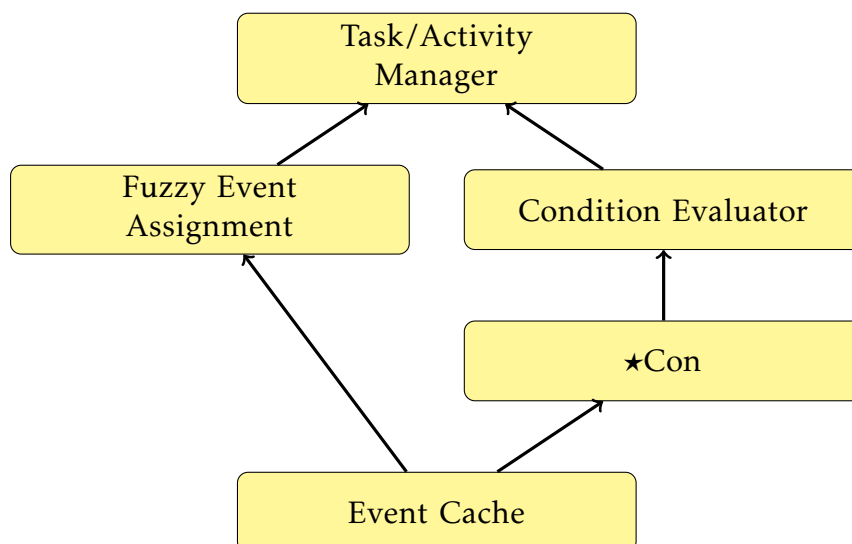 Task/Activity
Manager
Fuzzy Event
Assignment
Condition Evaluator
★Con
Event Cache